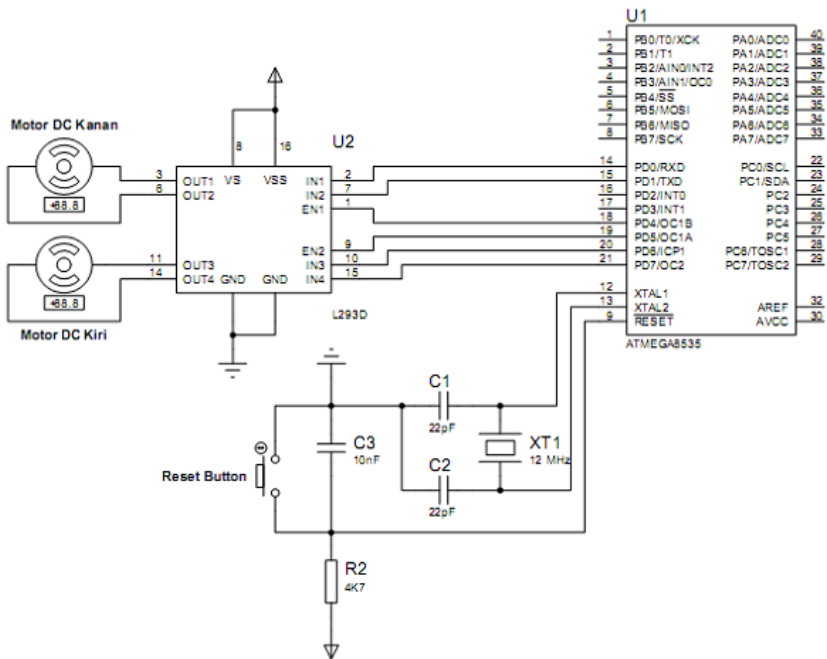 U1
1 PB0/T0/XCK PA0/ADC0 40
2 PB1/T1 PA1/ADC1 39
3 PB2/AIN0/INT2 PA2/ADC2 38
4 PB3/AIN1/OC0 PA3/ADC3 37
5 PB4/SS PA4/ADC4 36
6 PB5/MOSI PA5/ADC5 35
7 PB6/MISO PA6/ADC6 34
8 PB7/SCK PA7/ADC7 33
14 PD0/RXD PC0/SCL 22
15 PD1/TXD PC1/SDA 23
16 PD2/INT0 PC2 24
17 PD3/INT1 PC3 25
18 PD4/OC1B PC4 26
19 PD5/OC1A PC5 27
20 PD6/ICP1 PC6/TOSC1 28
21 PD7/OC2 PC7/TOSC2 29
12 XTAL1
13 XTAL2 AREF 32
9 RESET AVCC 30
ATMEGA8535
Motor DC Kanan
+88.8
Motor DC Kiri
+88.8
U2
8 16
VS VSS
3 OUT1 IN1 2
6 OUT2 IN2 7
EN1 1
EN2 9
11 OUT3 IN3 10
14 OUT4 IN4 15
GND GND
L293D
C1
22pF
C2
22pF
XT1
12 MHz
C3
10nF
Reset Button
R2
4K7